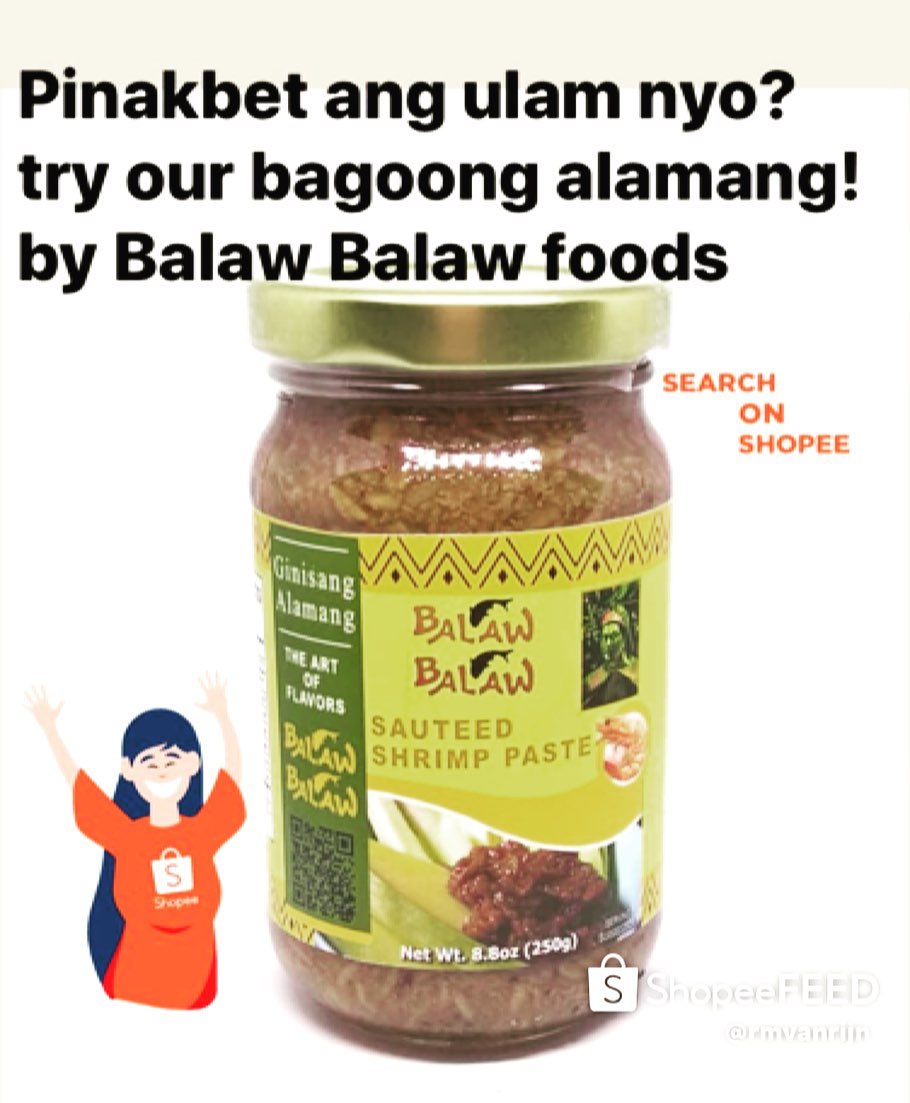 Pinakbet ang ulam nyo?
try our bagoong alamang!
by Balaw Balaw foods
SEARCH
ON
SHOPEE
Ginisang
Alamang
THE ART
OF
FLAVORS
BALAW
BALAW
BALAW
BALAW
SAUTEED
SHRIMP PASTE
Net Wt. 8.8oz (250g)
S
Shopee
S ShopeeFEED
@rmvanrijn